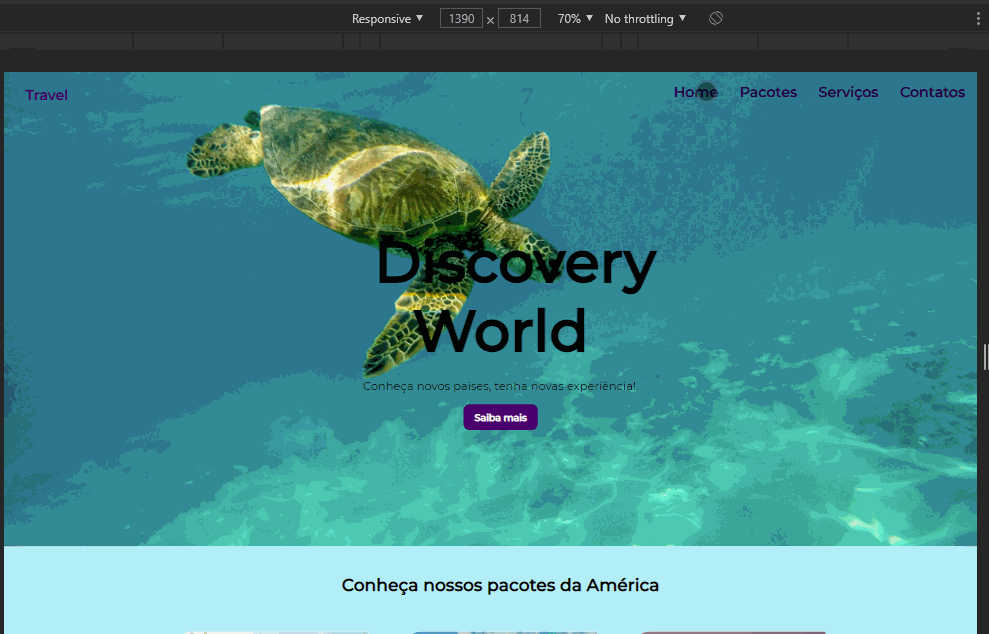 Responsive ▼ 1390 × 814 70% ▼ No throttling ▼
Travel Home Pacotes Serviços Contatos
Discovery
World
Conheça novos paises, tenha novas experiência!
Saiba mais
Conheça nossos pacotes da América